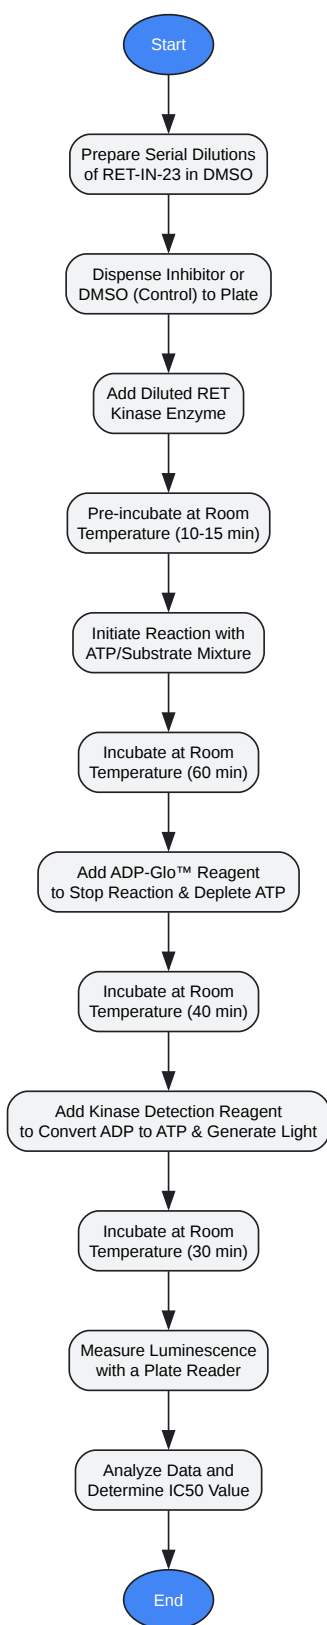 Start
Prepare Serial Dilutions
of RET-IN-23 in DMSO
Dispense Inhibitor or
DMSO (Control) to Plate
Add Diluted RET
Kinase Enzyme
Pre-incubate at Room
Temperature (10-15 min)
Initiate Reaction with
ATP/Substrate Mixture
Incubate at Room
Temperature (60 min)
Add ADP-Glo™ Reagent
to Stop Reaction & Deplete ATP
Incubate at Room
Temperature (40 min)
Add Kinase Detection Reagent
to Convert ADP to ATP & Generate Light
Incubate at Room
Temperature (30 min)
Measure Luminescence
with a Plate Reader
Analyze Data and
Determine IC50 Value
End